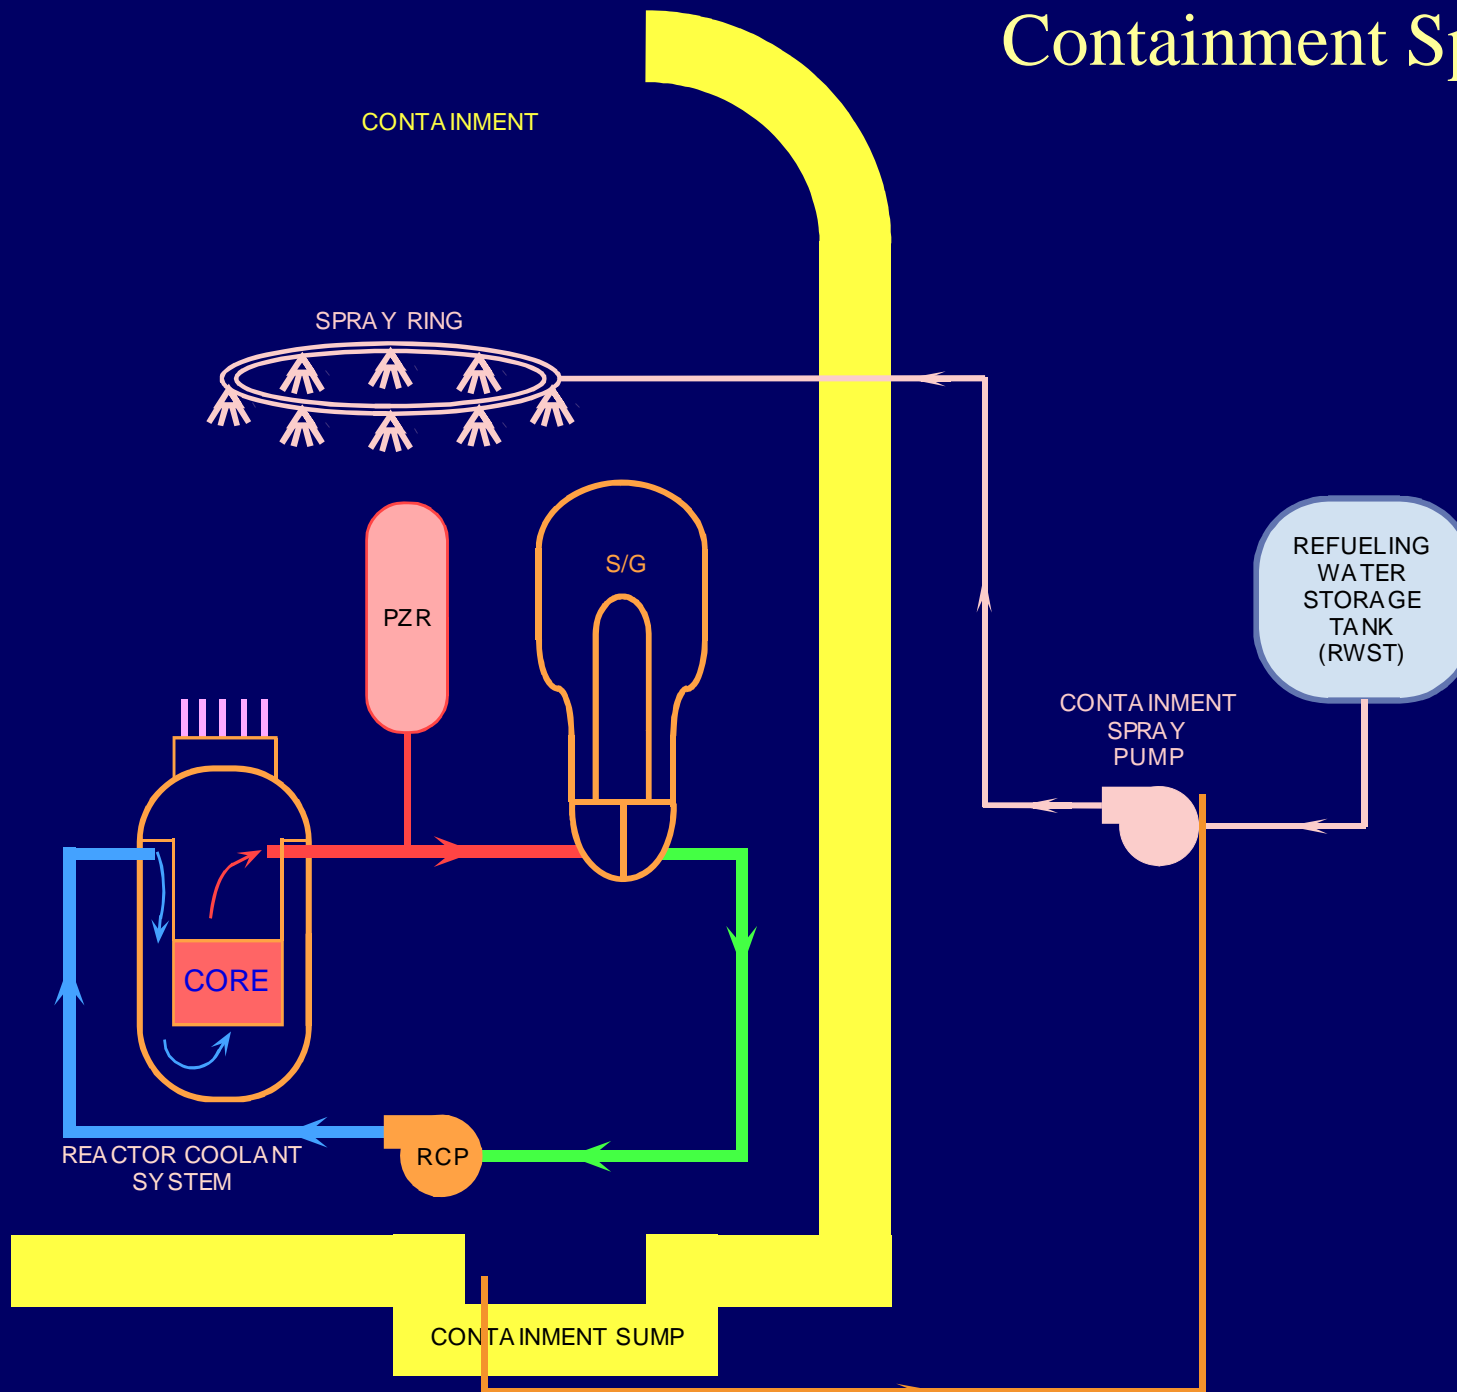 Containment Sp
CONTAINMENT
SPRAY RING
S/G
PZR
REFUELING
WATER
STORAGE
TANK
(RWST)
CONTAINMENT
SPRAY
PUMP
CORE
RCP
REACTOR COOLANT
SYSTEM
CONTAINMENT SUMP